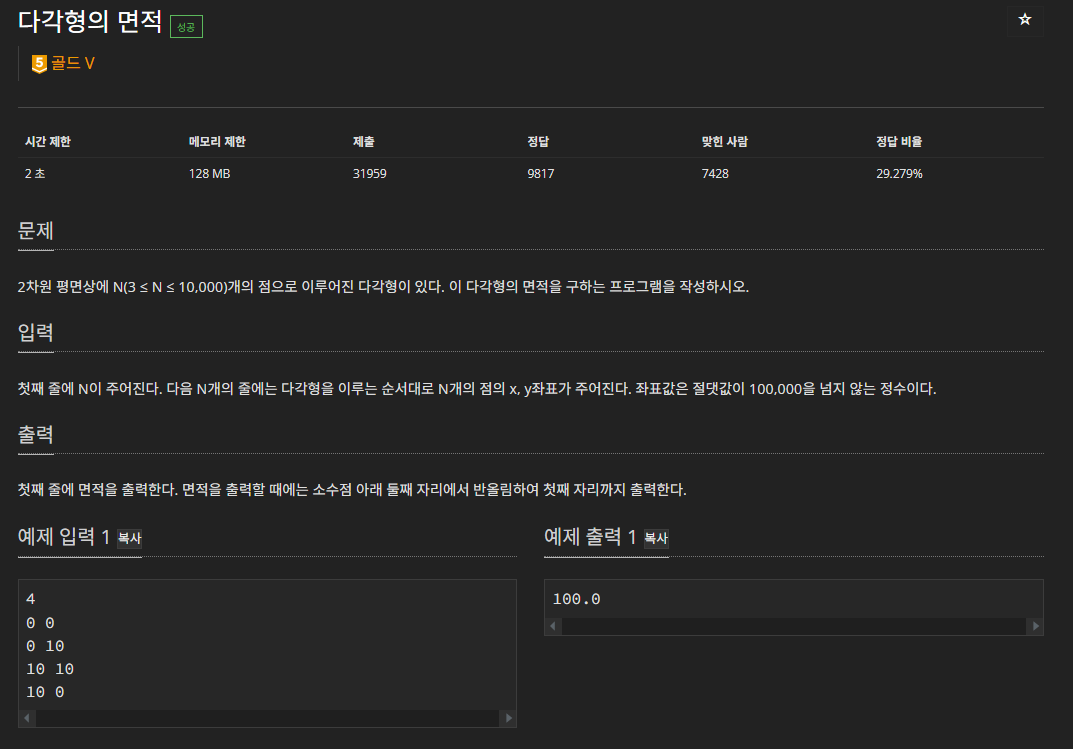 다각형의 면적 성공
☆
5 골드 V
시간 제한 메모리 제한 제출 정답 맞힌 사람 정답 비율
2 초 128 MB 31959 9817 7428 29.279%
문제
2차원 평면상에 N(3 ≤ N ≤ 10,000)개의 점으로 이루어진 다각형이 있다. 이 다각형의 면적을 구하는 프로그램을 작성하시오.
입력
첫째 줄에 N이 주어진다. 다음 N개의 줄에는 다각형을 이루는 순서대로 N개의 점의 x, y좌표가 주어진다. 좌표값은 절댓값이 100,000을 넘지 않는 정수이다.
출력
첫째 줄에 면적을 출력한다. 면적을 출력할 때에는 소수점 아래 둘째 자리에서 반올림하여 첫째 자리까지 출력한다.
예제 입력 1 복사
4
0 0
0 10
10 10
10 0
예제 출력 1 복사
100.0